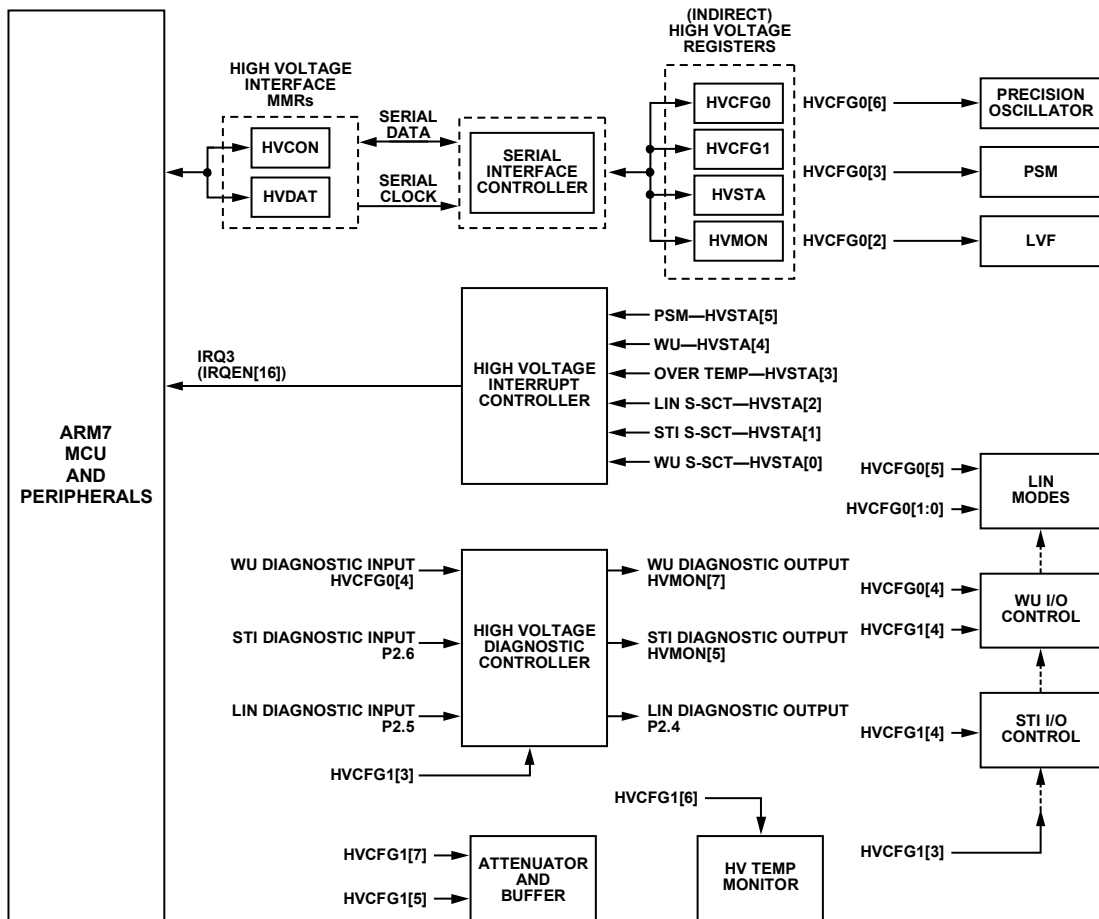 (INDIRECT)
HIGH VOLTAGE
REGISTERS
HIGH VOLTAGE
INTERFACE
MMRs
HVCON
HVDAT
SERIAL
DATA
SERIAL
CLOCK
SERIAL
INTERFACE
CONTROLLER
HVCFG0
HVCFG1
HVSTA
HVMON
HVCFG0[6]
PRECISION
OSCILLATOR
HVCFG0[3]
PSM
HVCFG0[2]
LVF
ARM7
MCU
AND
PERIPHERALS
IRQ3
(IRQEN[16])
HIGH VOLTAGE
INTERRUPT
CONTROLLER
PSM—HVSTA[5]
WU—HVSTA[4]
OVER TEMP—HVSTA[3]
LIN S-SCT—HVSTA[2]
STI S-SCT—HVSTA[1]
WU S-SCT—HVSTA[0]
HVCFG0[5]
HVCFG0[1:0]
LIN
MODES
WU DIAGNOSTIC INPUT
HVCFG0[4]
STI DIAGNOSTIC INPUT
P2.6
LIN DIAGNOSTIC INPUT
P2.5
HIGH VOLTAGE
DIAGNOSTIC
CONTROLLER
WU DIAGNOSTIC OUTPUT
HVMON[7]
STI DIAGNOSTIC OUTPUT
HVMON[5]
LIN DIAGNOSTIC OUTPUT
P2.4
HVCFG1[3]
HVCFG0[4]
HVCFG1[4]
WU I/O
CONTROL
HVCFG1[4]
STI I/O
CONTROL
HVCFG1[3]
HVCFG1[7]
HVCFG1[5]
ATTENUATOR
AND
BUFFER
HVCFG1[6]
HV TEMP
MONITOR